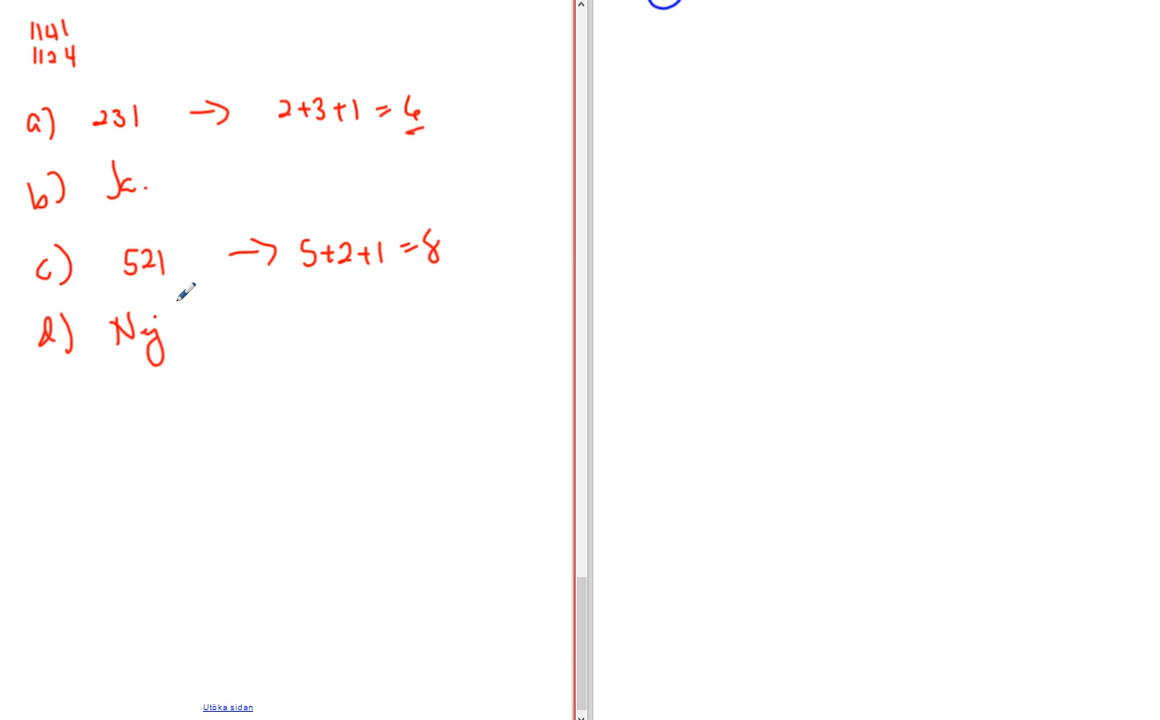 1141
1124
a) 231 → 2+3+1 = 6
b) Ja.
c) 521 → 5+2+1 = 8
d) Nej
Utöka sidan